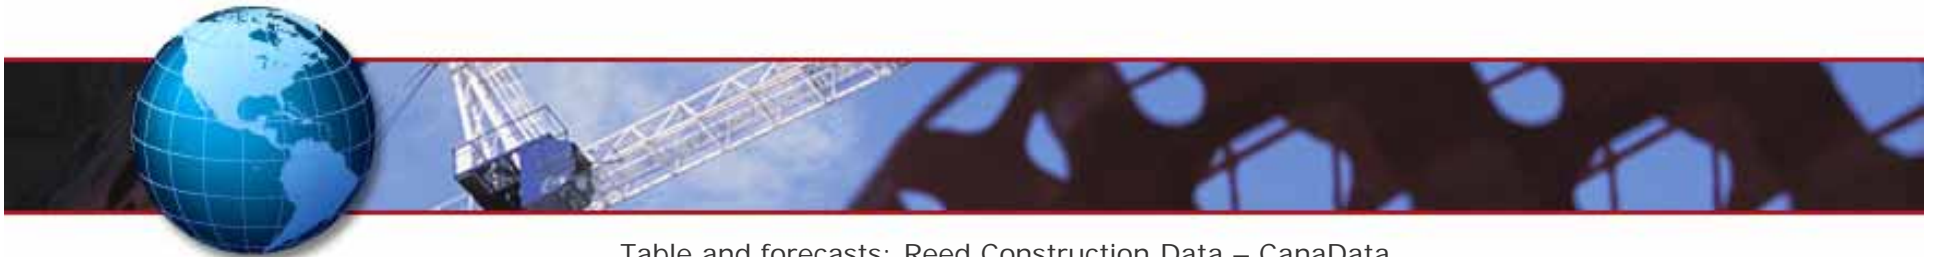 Table and forecasts: Reed Construction Data – CanaData